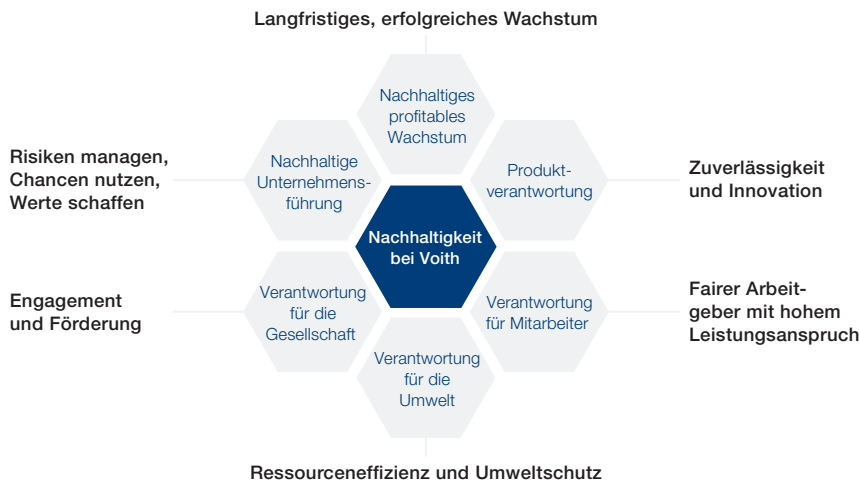 Langfristiges, erfolgreiches Wachstum
Nachhaltiges
profitables
Wachstum
Risiken managen,
Chancen nutzen,
Werte schaffen
Nachhaltige
Unternehmens-
führung
Produkt-
verantwortung
Zuverlässigkeit
und Innovation
Nachhaltigkeit
bei Voith
Engagement
und Förderung
Verantwortung
für die
Gesellschaft
Verantwortung
für Mitarbeiter
Fairer Arbeit-
geber mit hohem
Leistungsanspruch
Verantwortung
für die
Umwelt
Ressourceneffizienz und Umweltschutz